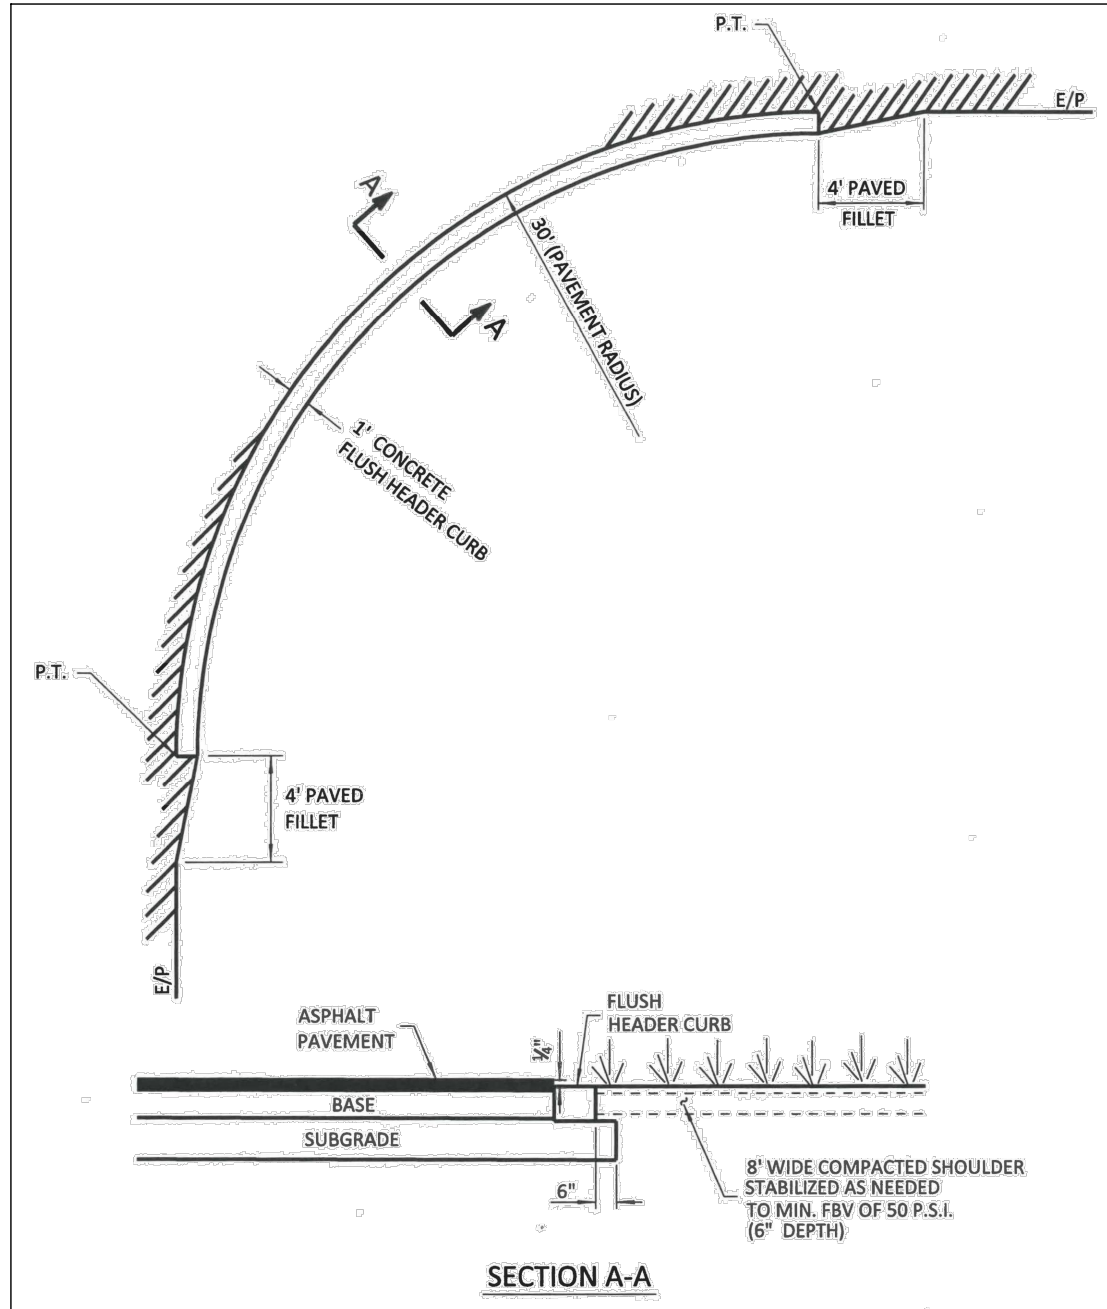 P.T.
E/P
4' PAVED
FILLET
A
A
30' (PAVEMENT RADIUS)
1' CONCRETE
FLUSH HEADER CURB
P.T.
4' PAVED
FILLET
E/P
ASPHALT
PAVEMENT
FLUSH
HEADER CURB
¼"
BASE
SUBGRADE
6"
8' WIDE COMPACTED SHOULDER
STABILIZED AS NEEDED
TO MIN. FBV OF 50 P.S.I.
(6" DEPTH)
SECTION A-A